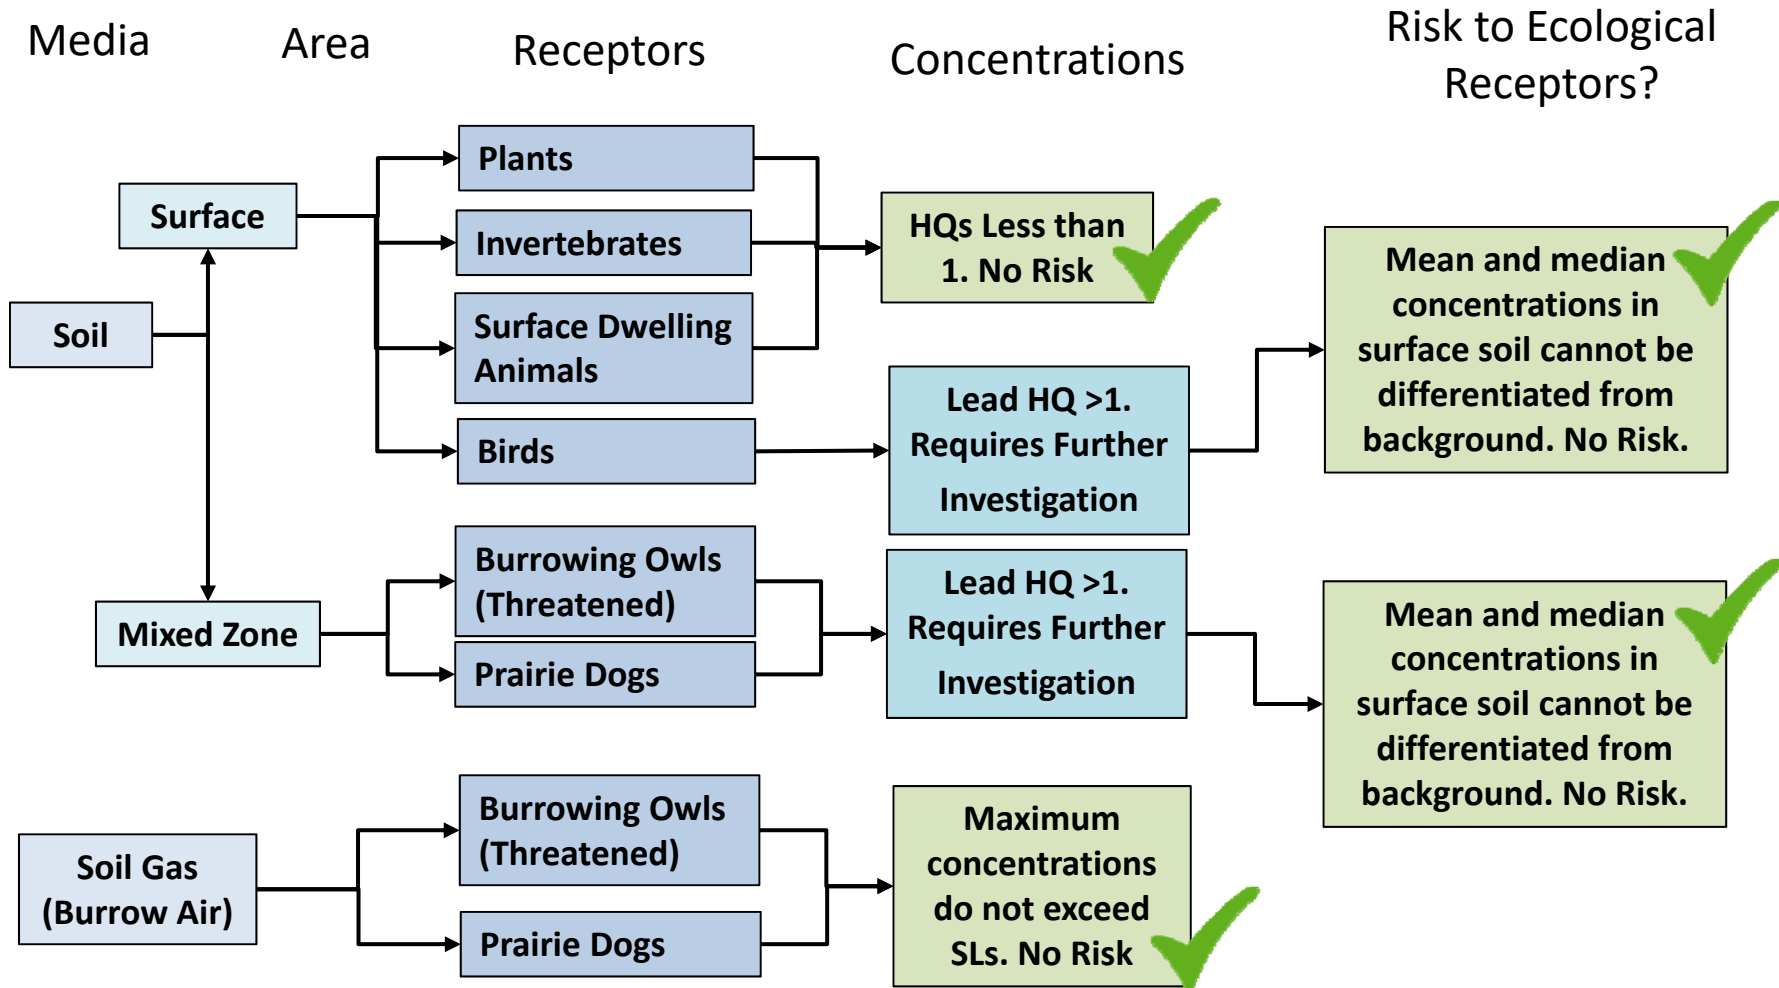 Media
Area
Receptors
Concentrations
Risk to Ecological
Receptors?
Soil
Surface
Mixed Zone
Plants
Invertebrates
Surface Dwelling
Animals
Birds
HQs Less than
1. No Risk
Lead HQ >1.
Requires Further
Investigation
Mean and median
concentrations in
surface soil cannot be
differentiated from
background. No Risk.
Burrowing Owls
(Threatened)
Prairie Dogs
Lead HQ >1.
Requires Further
Investigation
Mean and median
concentrations in
surface soil cannot be
differentiated from
background. No Risk.
Soil Gas
(Burrow Air)
Burrowing Owls
(Threatened)
Prairie Dogs
Maximum
concentrations
do not exceed
SLs. No Risk